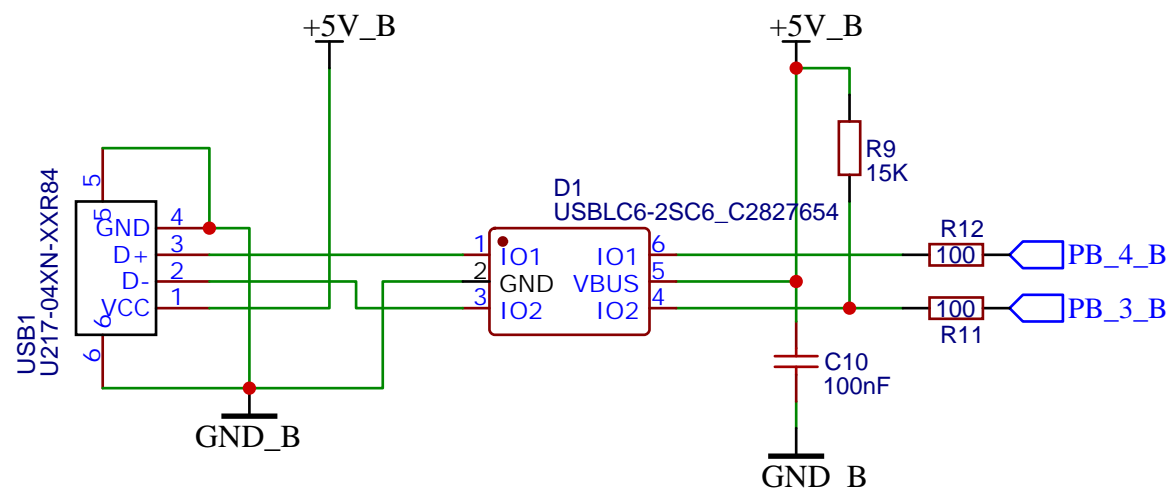 +5V_B
+5V_B
USB1
U217-04XN-XXR84
5
5
GND
4
D+
3
D-
2
VCC
1
6
6
GND_B
D1
USBLC6-2SC6_C2827654
1
IO1
IO1
6
2
GND
VBUS
5
3
IO2
IO2
4
R9
15K
R12
100
PB_4_B
100
PB_3_B
R11
C10
100nF
GND_B